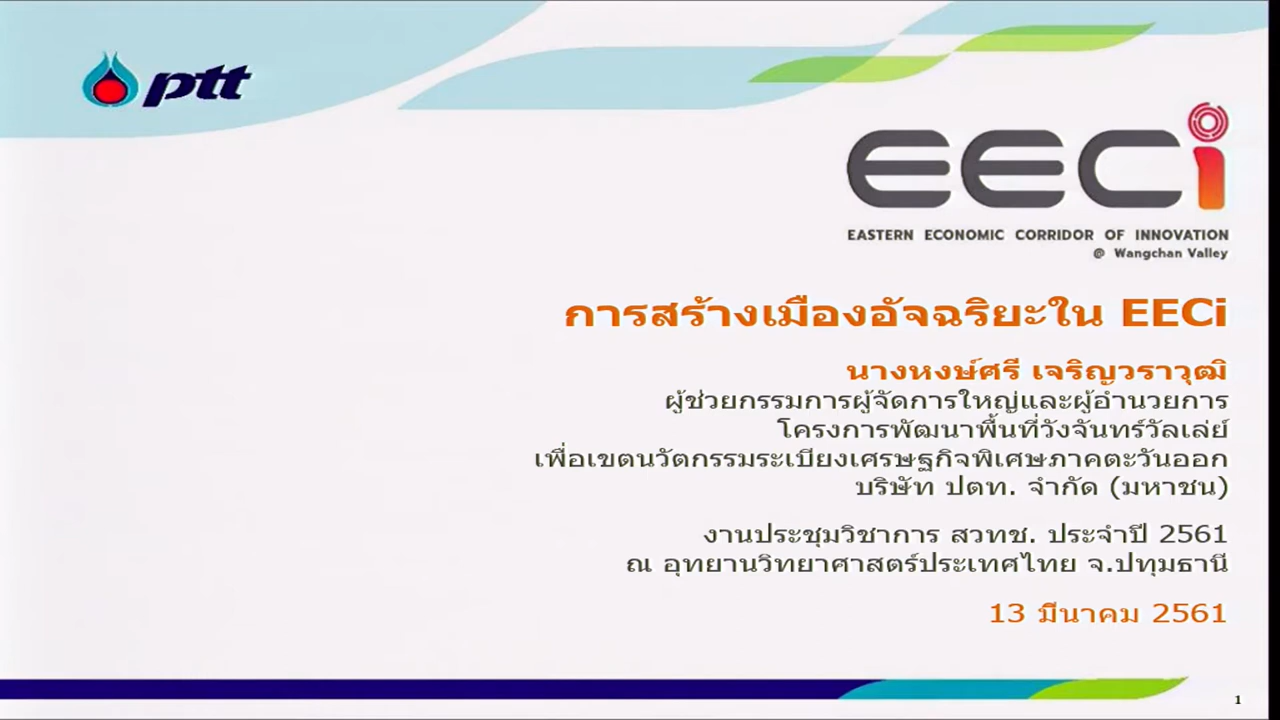 ptt
EECi
EASTERN ECONOMIC CORRIDOR OF INNOVATION
@ Wangchan Valley
การสร้างเมืองอัจฉริยะใน EECi
นางหงษ์ศรี เจริญวราวุฒิ
ผู้ช่วยกรรมการผู้จัดการใหญ่และผู้อำนวยการ
โครงการพัฒนาพื้นที่วังจันทร์วัลเล่ย์
เพื่อเขตนวัตกรรมระเบียงเศรษฐกิจพิเศษภาคตะวันออก
บริษัท ปตท. จำกัด (มหาชน)
งานประชุมวิชาการ สวทช. ประจำปี 2561
ณ อุทยานวิทยาศาสตร์ประเทศไทย จ.ปทุมธานี
13 มีนาคม 2561
1